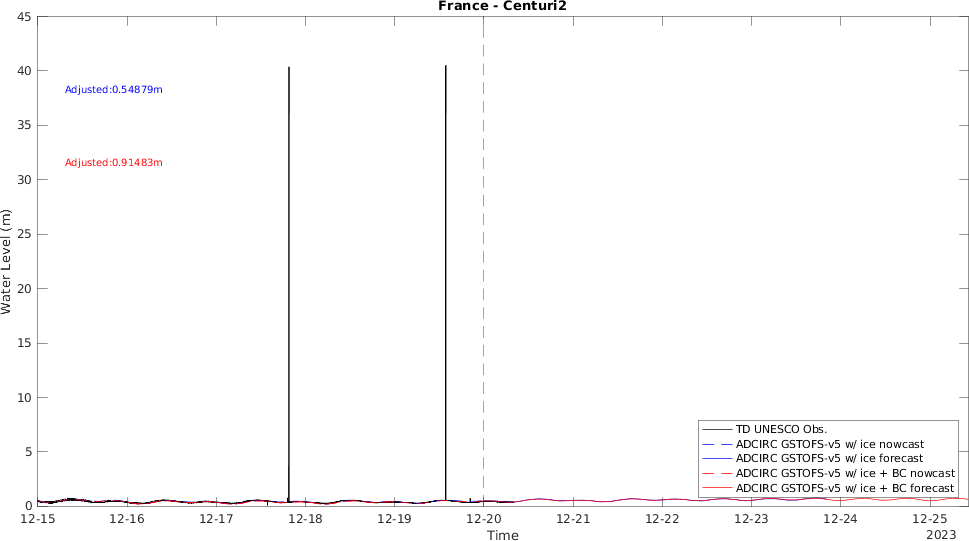 France - Centuri2
45
40
35
30
25
20
15
10
5
0
Water Level (m)
Adjusted:0.54879m
Adjusted:0.91483m
TD UNESCO Obs.
ADCIRC GSTOFS-v5 w/ ice nowcast
ADCIRC GSTOFS-v5 w/ ice forecast
ADCIRC GSTOFS-v5 w/ ice + BC nowcast
ADCIRC GSTOFS-v5 w/ ice + BC forecast
12-15 12-16 12-17 12-18 12-19 12-20 12-21 12-22 12-23 12-24 12-25
Time
2023